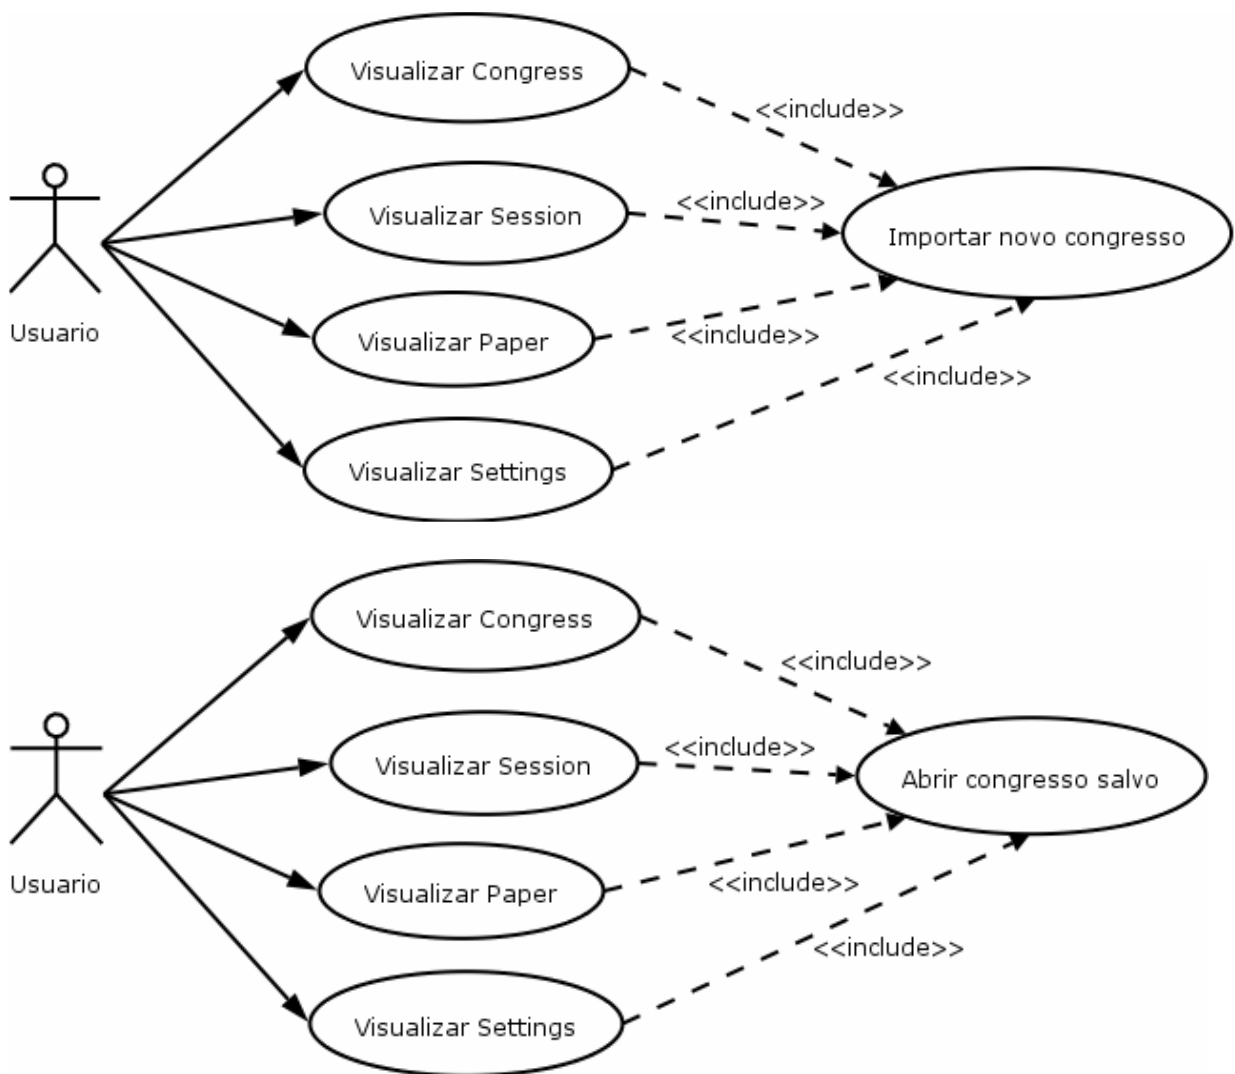 Visualizar Congress
<<include>>
Visualizar Session
<<include>>
Importar novo congresso
Usuario
Visualizar Paper
<<include>>
<<include>>
Visualizar Settings
Visualizar Congress
<<include>>
Visualizar Session
<<include>>
Abrir congresso salvo
Usuario
Visualizar Paper
<<include>>
<<include>>
Visualizar Settings